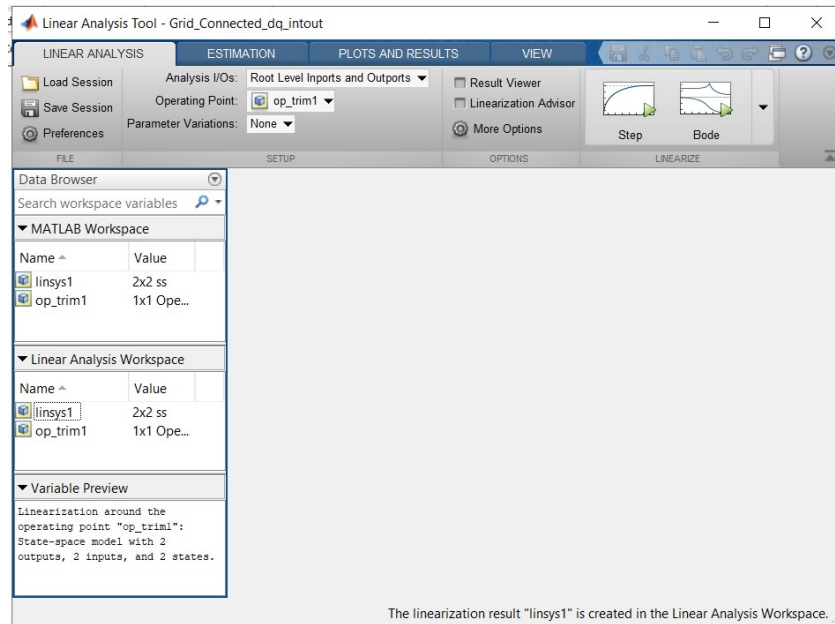 Linear Analysis Tool - Grid_Connected_dq_intout
LINEAR ANALYSIS ESTIMATION PLOTS AND RESULTS VIEW
Load Session
Save Session
Preferences
FILE
Analysis I/Os: Root Level Inports and Outports
Operating Point: op_trim1
Parameter Variations: None
SETUP
Result Viewer
Linearization Advisor
More Options
OPTIONS
Step Bode
LINEARIZE
Data Browser
Search workspace variables
MATLAB Workspace
Name Value
linsys1 2x2 ss
op_trim1 1x1 Ope...
Linear Analysis Workspace
Name Value
linsys1 2x2 ss
op_trim1 1x1 Ope...
Variable Preview
Linearization around the
operating point "op_trim1":
State-space model with 2
outputs, 2 inputs, and 2 states.
The linearization result "linsys1" is created in the Linear Analysis Workspace.